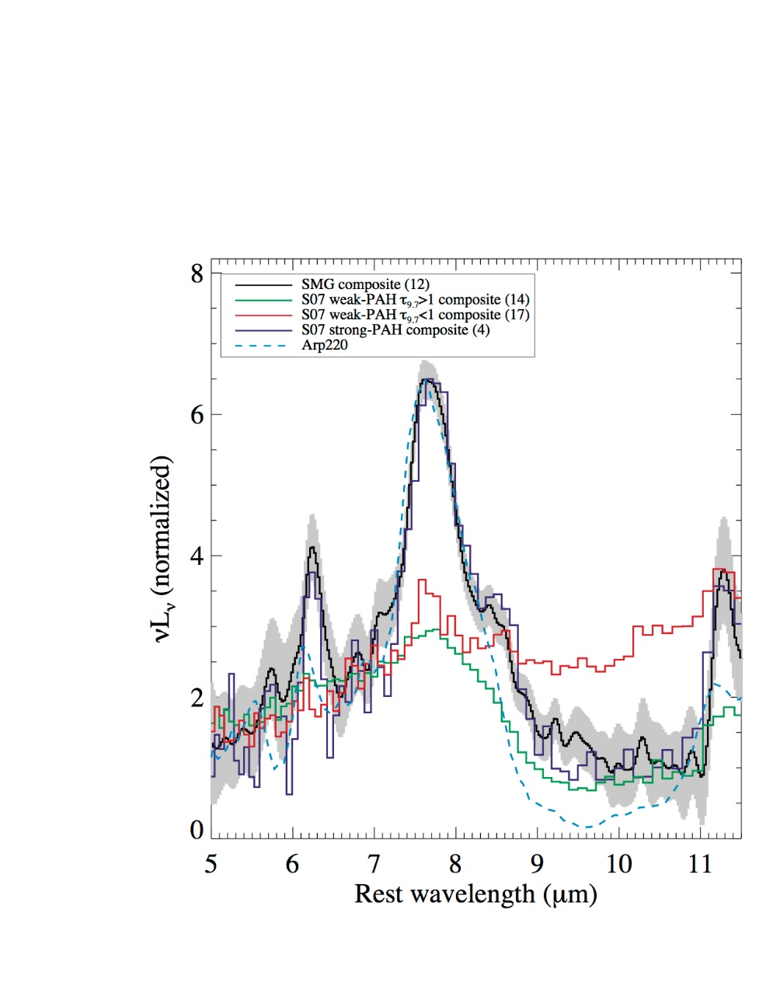 8
SMG composite (12)
S07 weak-PAH τ9.7>1 composite (14)
S07 weak-PAH τ9.7<1 composite (17)
S07 strong-PAH composite (4)
Arp220
6
4
2
0
νLν (normalized)
5 6 7 8 9 10 11
Rest wavelength (μm)